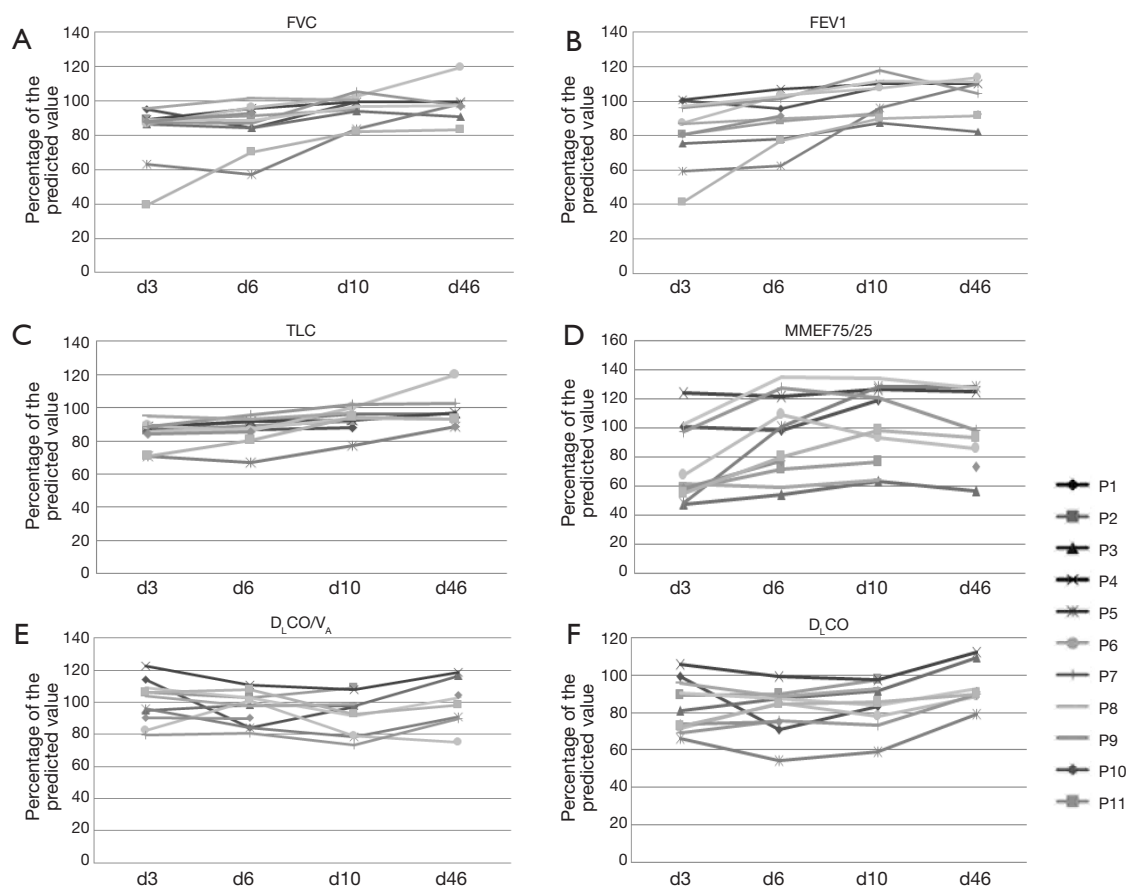 A
FVC
Percentage of the
predicted value
140
120
100
80
60
40
20
0
d3 d6 d10 d46
B
FEV1
Percentage of the
predicted value
140
120
100
80
60
40
20
0
d3 d6 d10 d46
C
TLC
Percentage of the
predicted value
140
120
100
80
60
40
20
0
d3 d6 d10 d46
D
MMEF75/25
Percentage of the
predicted value
160
140
120
100
80
60
40
20
0
d3 d6 d10 d46
E
DLCO/VA
Percentage of the
predicted value
140
120
100
80
60
40
20
0
d3 d6 d10 d46
F
DLCO
Percentage of the
predicted value
120
100
80
60
40
20
0
d3 d6 d10 d46
P1
P2
P3
P4
P5
P6
P7
P8
P9
P10
P11